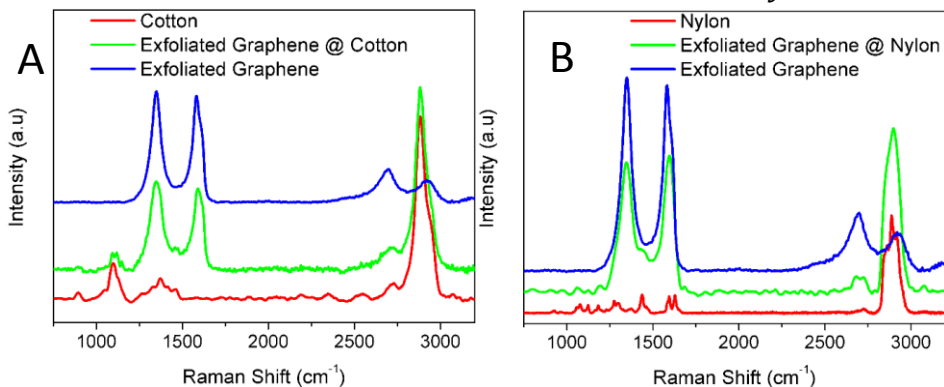 A
Cotton
Exfoliated Graphene @ Cotton
Exfoliated Graphene
Intensity (a.u)
1000 1500 2000 2500 3000
Raman Shift (cm⁻¹)
B
Nylon
Exfoliated Graphene @ Nylon
Exfoliated Graphene
Intensity (a.u)
1000 1500 2000 2500 3000
Raman Shift (cm⁻¹)